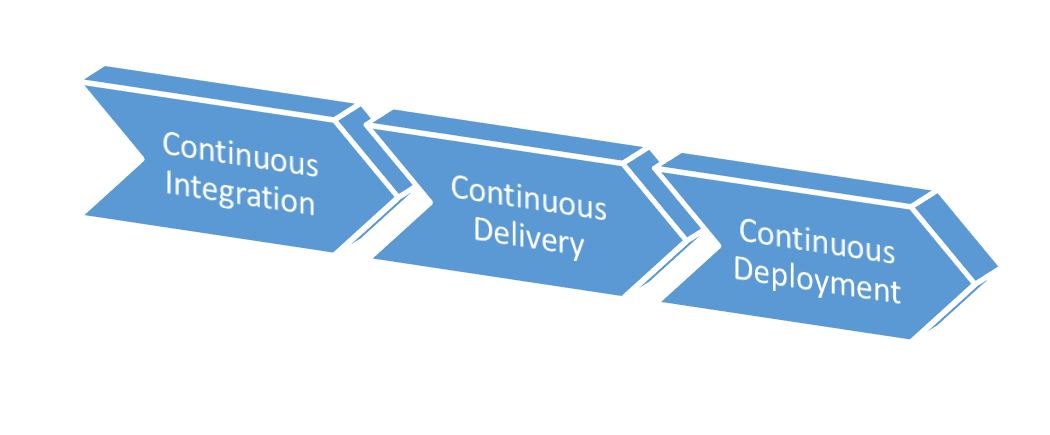 Continuous
Integration
Continuous
Delivery
Continuous
Deployment